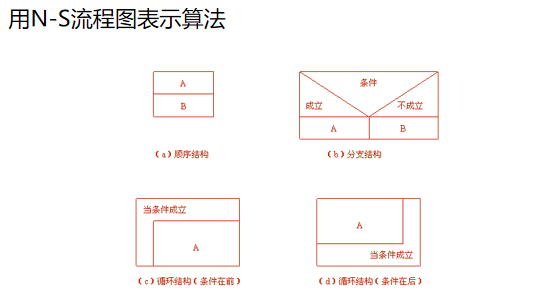 用N-S流程图表示算法
A
B
(a)顺序结构
条件
成立
不成立
A
B
(b)分支结构
当条件成立
A
(c)循环结构(条件在前)
A
当条件成立
(d)循环结构(条件在后)